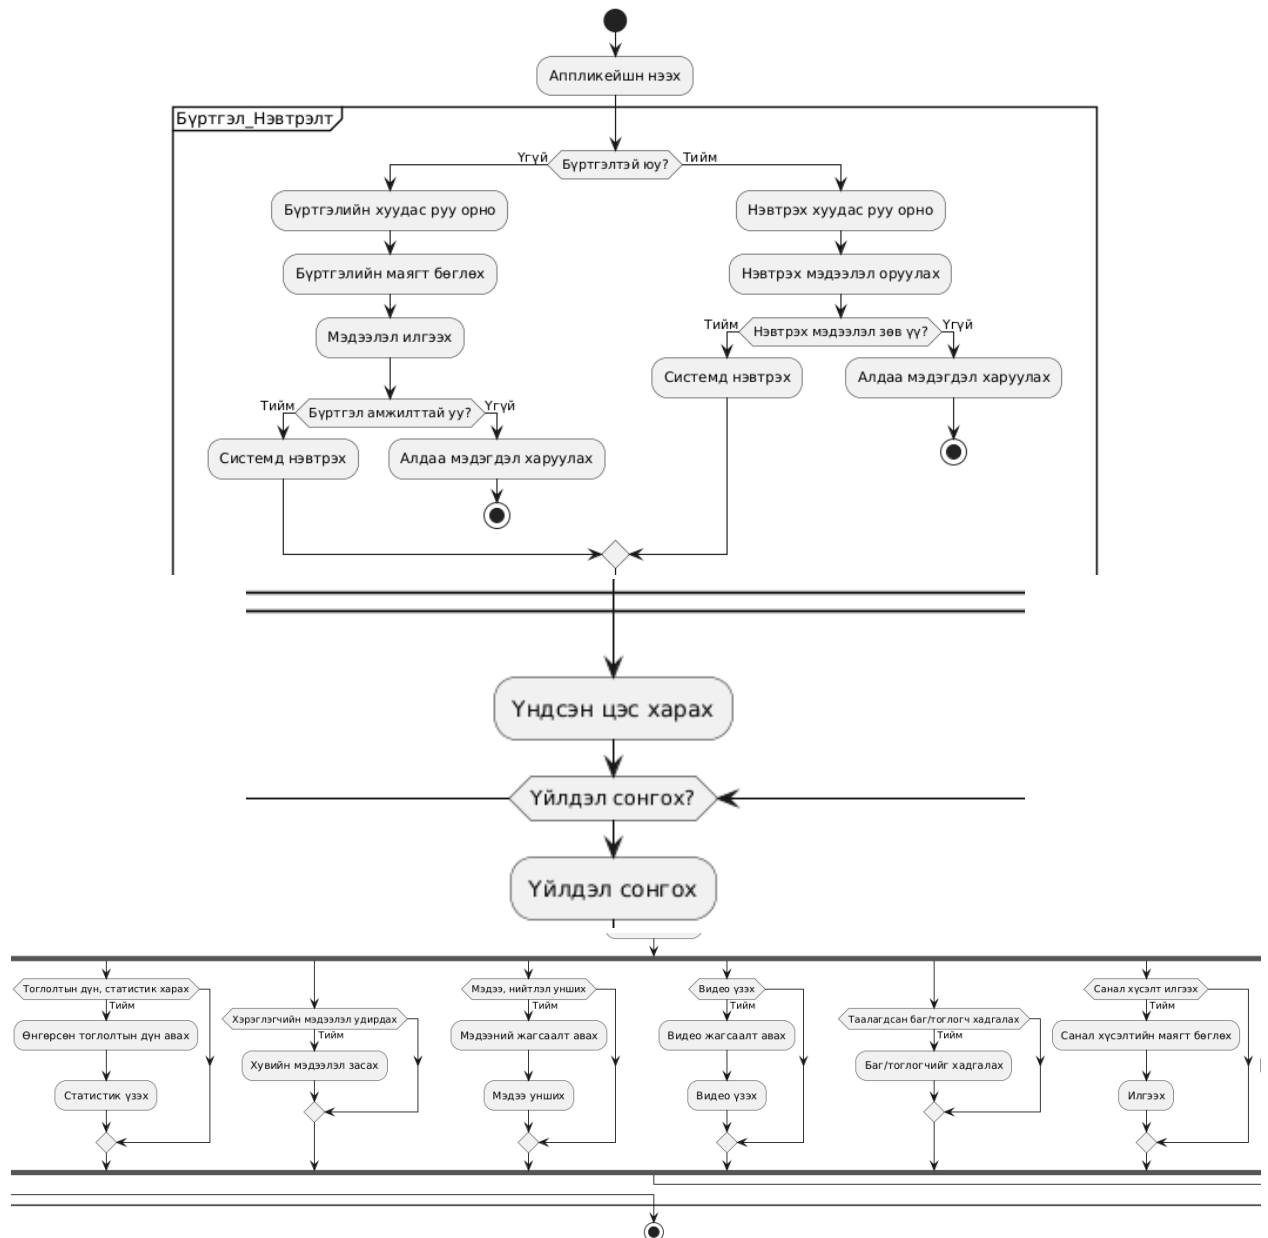 Аппликейшн нээх
Бүртгэл_Нэвтрэлт
Үгүй
Бүртгэлтэй юу?
Тийм
Бүртгэлийн хуудас руу орно
Нэвтрэх хуудас руу орно
Бүртгэлийн маягт бөглөх
Нэвтрэх мэдээлэл оруулах
Мэдээлэл илгээх
Тийм
Нэвтрэх мэдээлэл зөв үү?
Үгүй
Системд нэвтрэх
Алдаа мэдэгдэл харуулах
Тийм
Бүртгэл амжилттай уу?
Үгүй
Системд нэвтрэх
Алдаа мэдэгдэл харуулах
Үндсэн цэс харах
Үйлдэл сонгох?
Үйлдэл сонгох
Тоглолтын дүн, статистик харах
Тийм
Өнгөрсөн тоглолтын дүн авах
Статистик үзэх
Хэрэглэгчийн мэдээлэл удирдах
Тийм
Хувийн мэдээлэл засах
Мэдээ, нийтлэл унших
Тийм
Мэдээний жагсаалт авах
Мэдээ унших
Видео үзэх
Тийм
Видео жагсаалт авах
Видео үзэх
Таалагдсан баг/тоглогч хадгалах
Тийм
Баг/тоглогчийг хадгалах
Санал хүсэлт илгээх
Тийм
Санал хүсэлтийн маягт бөглөх
Илгээх